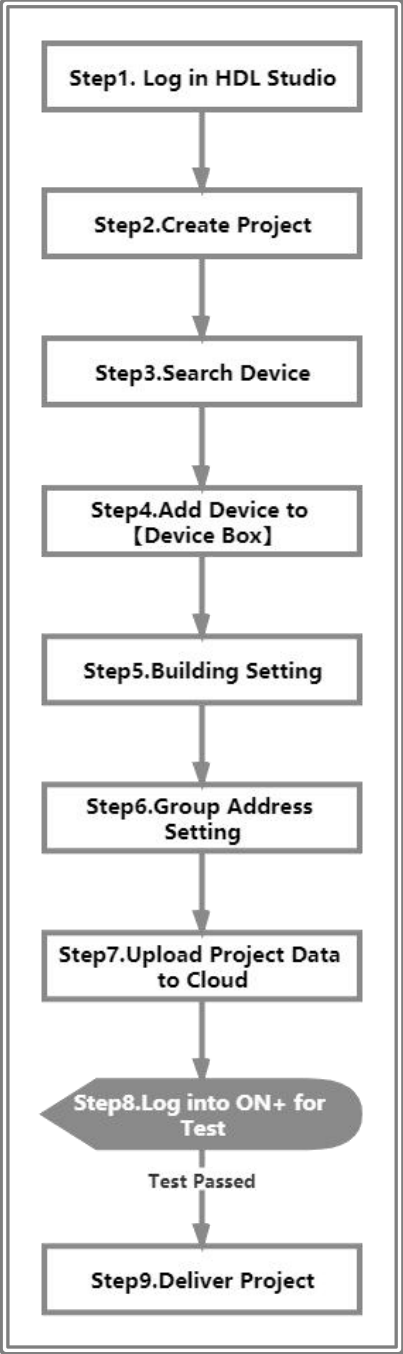 Step1. Log in HDL Studio
Step2.Create Project
Step3.Search Device
Step4.Add Device to
【Device Box】
Step5.Building Setting
Step6.Group Address
Setting
Step7.Upload Project Data
to Cloud
Step8.Log into ON+ for
Test
Test Passed
Step9.Deliver Project